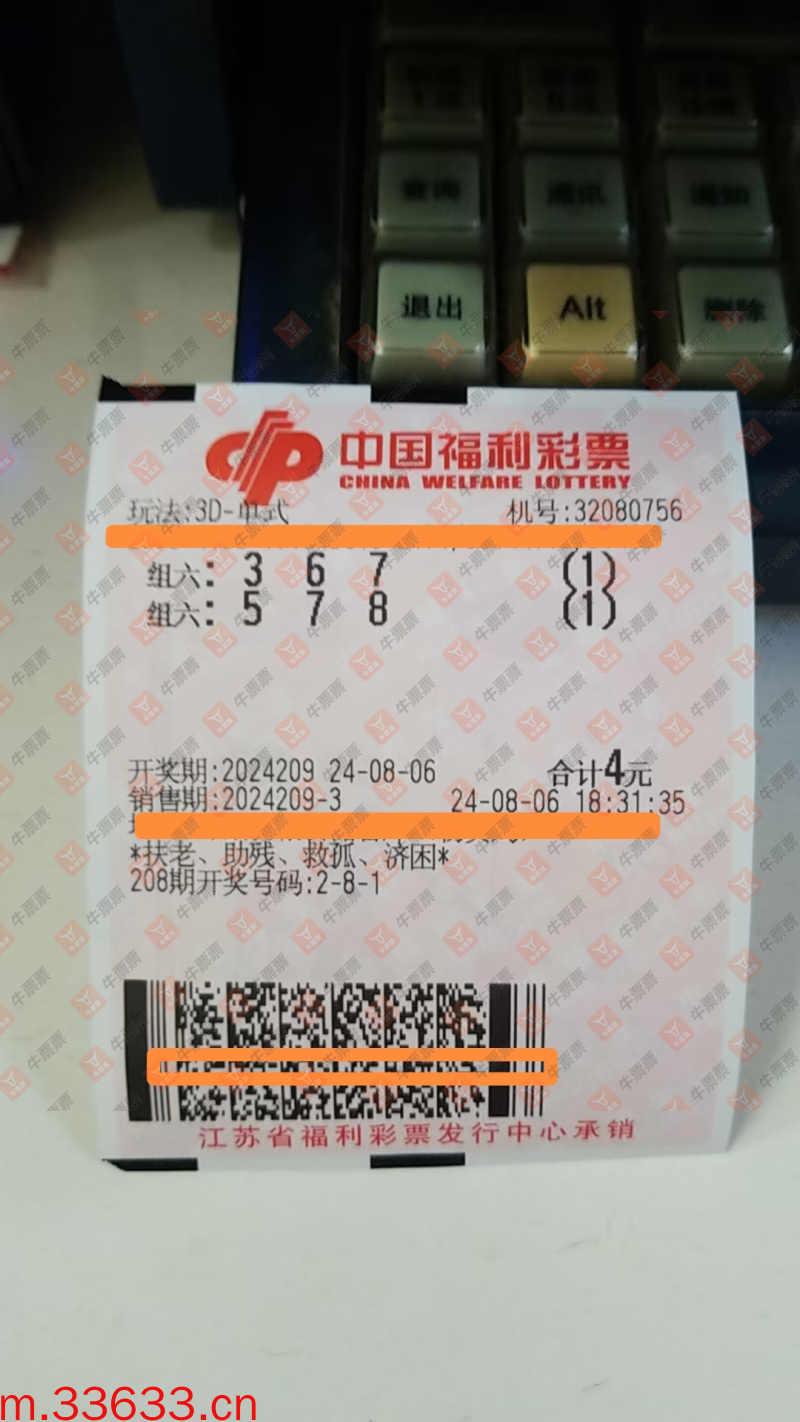 退出
Alt
删除
中国福利彩票
CHINA WELFARE LOTTERY
玩法:3D-单式 机号:32080756
组六: 3 6 7 (1)
组六: 5 7 8 (1)
开奖期:2024209 24-08-06 合计4元
销售期:2024209-3 24-08-06 18:31:35
*扶老、助残、救孤、济困*
208期开奖号码:2-8-1
江苏省福利彩票发行中心承销
牛票票
m.33633.cn